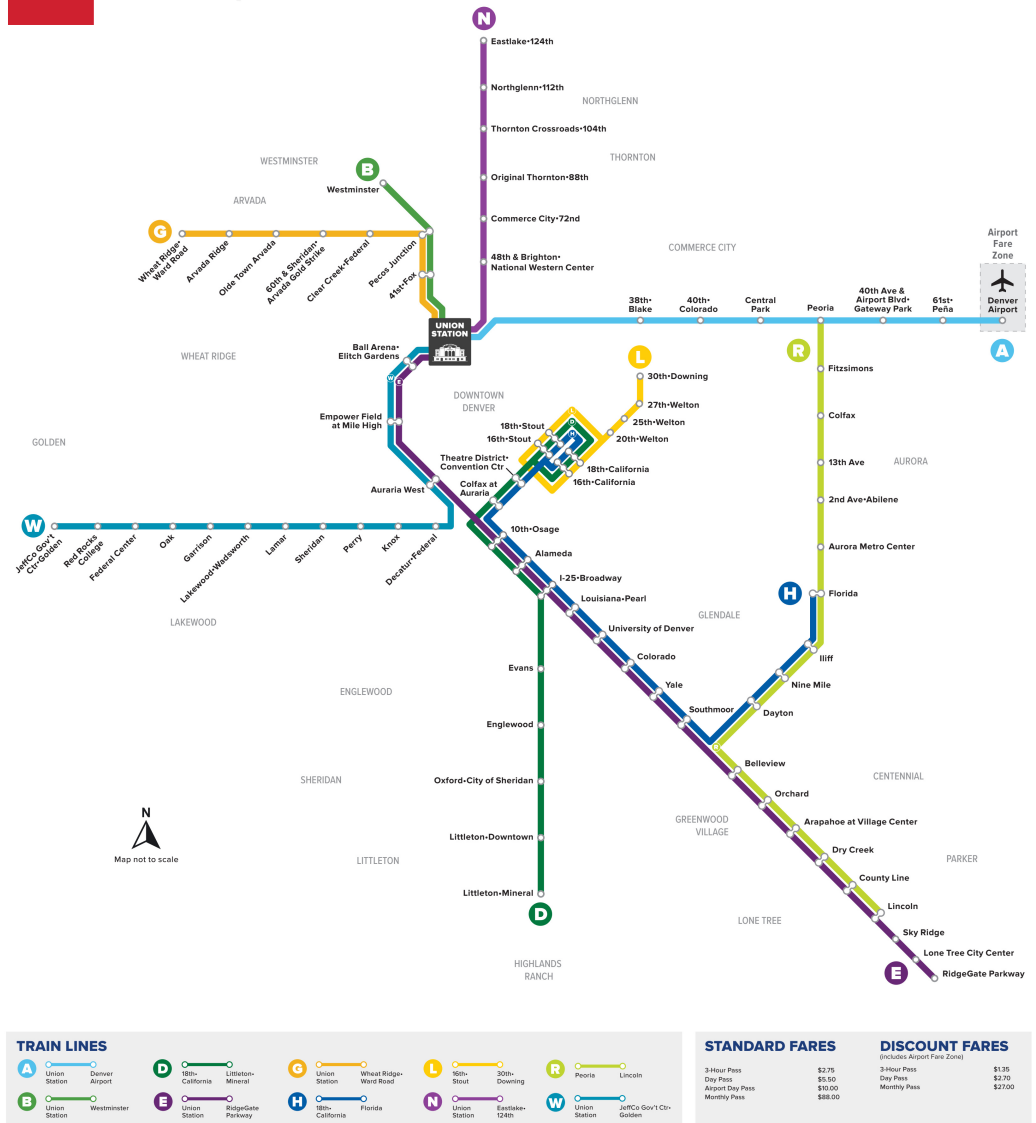 N
Eastlake•124th
Northglenn•112th
NORTHGLENN
Thornton Crossroads•104th
THORNTON
WESTMINSTER
B
Westminster
Original Thornton•88th
ARVADA
Commerce City•72nd
G
Wheat Ridge•
Ward Road
Arvada Ridge
Olde Town Arvada
60th & Sheridan•
Arvada Gold Strike
Clear Creek•Federal
Pecos Junction
41st•Fox
48th & Brighton•
National Western Center
COMMERCE CITY
Airport
Fare
Zone
38th•
Blake
40th•
Colorado
Central
Park
Peoria
40th Ave &
Airport Blvd•
Gateway Park
61st•
Peña
Denver
Airport
UNION
STATION
Ball Arena•
Elitch Gardens
WHEAT RIDGE
L
R
A
Fitzsimons
30th•Downing
W
E
DOWNTOWN
DENVER
27th•Welton
25th•Welton
20th•Welton
Colfax
Empower Field
at Mile High
GOLDEN
18th•Stout
16th•Stout
L
D
H
Theatre District•
Convention Ctr
18th•California
16th•California
13th Ave
AURORA
Auraria West
Colfax at
Auraria
2nd Ave•Abilene
W
JeffCo Gov't
Ctr•Golden
Red Rocks
College
Federal Center
Oak
Garrison
Lakewood•Wadsworth
Lamar
Sheridan
Perry
Knox
Decatur•Federal
10th•Osage
Alameda
Aurora Metro Center
I-25•Broadway
H
Florida
Louisiana•Pearl
LAKEWOOD
GLENDALE
University of Denver
Colorado
Iliff
Evans
Yale
Nine Mile
ENGLEWOOD
Southmoor
Dayton
Englewood
R
Belleview
SHERIDAN
Oxford•City of Sheridan
CENTENNIAL
Orchard
N
Map not to scale
GREENWOOD
VILLAGE
Arapahoe at Village Center
Littleton•Downtown
Dry Creek
LITTLETON
PARKER
County Line
Littleton•Mineral
Lincoln
D
LONE TREE
Sky Ridge
Lone Tree City Center
HIGHLANDS
RANCH
E
RidgeGate Parkway
TRAIN LINES
A
Union
Station
Denver
Airport
D
18th•
California
Littleton•
Mineral
G
Union
Station
Wheat Ridge•
Ward Road
L
16th•
Stout
30th•
Downing
R
Peoria
Lincoln
B
Union
Station
Westminster
E
Union
Station
RidgeGate
Parkway
H
18th•
California
Florida
N
Union
Station
Eastlake•
124th
W
Union
Station
JeffCo Gov't Ctr•
Golden
STANDARD FARES
3-Hour Pass $2.75
Day Pass $5.50
Airport Day Pass $10.00
Monthly Pass $88.00
DISCOUNT FARES
(includes Airport Fare Zone)
3-Hour Pass $1.35
Day Pass $2.70
Monthly Pass $27.00